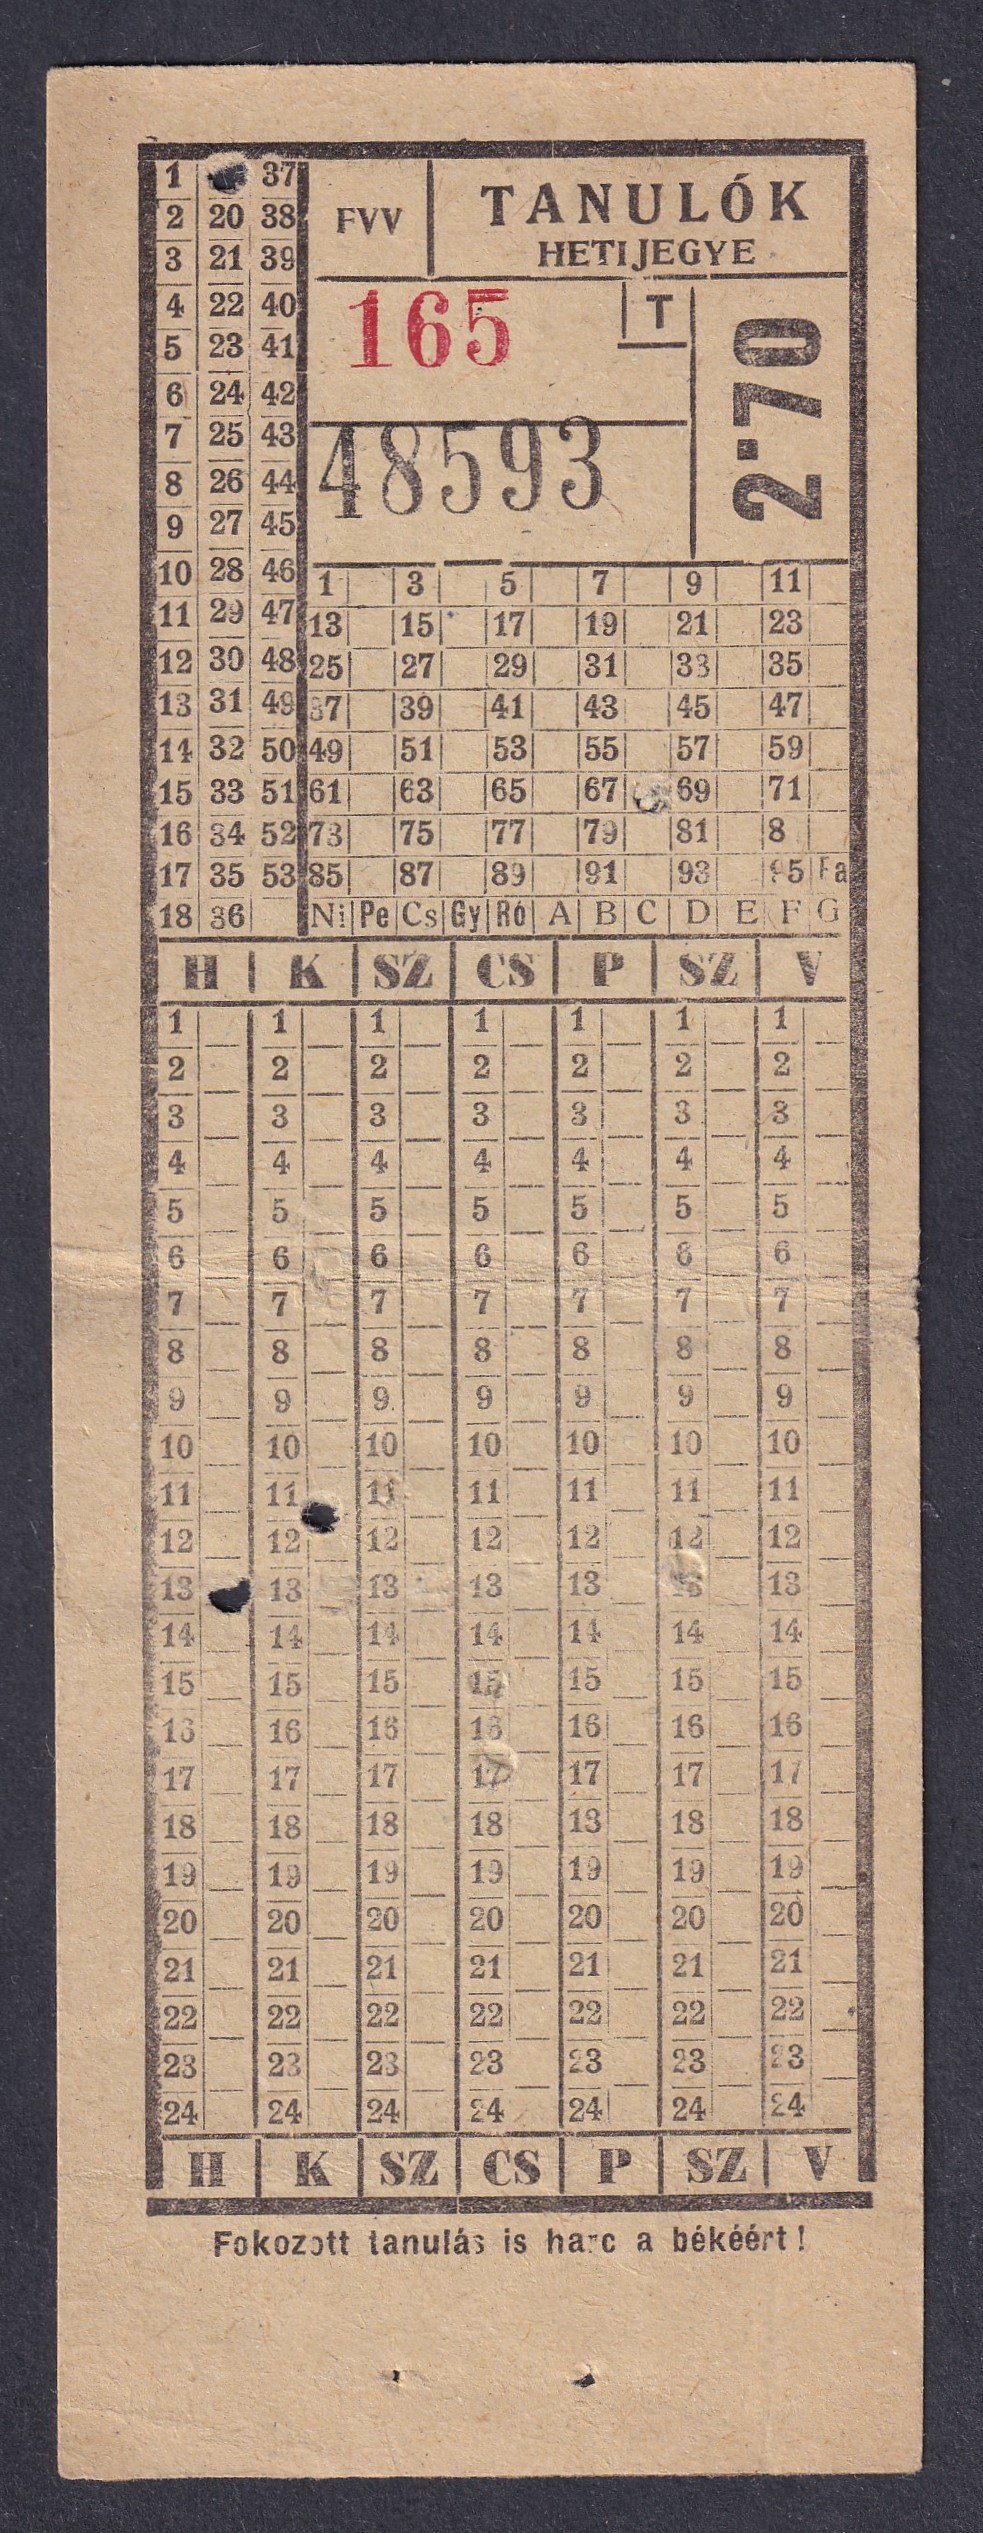 1 37 FVV TANULÓK
2 20 38 HETIJEGYE
3 21 39
4 22 40 165 T 2·70
5 23 41
6 24 42
7 25 43 48593
8 26 44
9 27 45
10 28 46 1 3 5 7 9 11
11 29 47 13 15 17 19 21 23
12 30 48 25 27 29 31 33 35
13 31 49 37 39 41 43 45 47
14 32 50 49 51 53 55 57 59
15 33 51 61 63 65 67 69 71
16 34 52 73 75 77 79 81 8
17 35 53 85 87 89 91 93 95 Fa
18 36 Ni Pe Cs Gy Ró A B C D E F G
H K SZ CS P SZ V
1 1 1 1 1 1 1
2 2 2 2 2 2 2
3 3 3 3 3 3 3
4 4 4 4 4 4 4
5 5 5 5 5 5 5
6 6 6 6 6 6 6
7 7 7 7 7 7 7
8 8 8 8 8 8 8
9 9 9 9 9 9 9
10 10 10 10 10 10 10
11 11 11 11 11 11 11
12 12 12 12 12 12 12
13 13 13 13 13 13 13
14 14 14 14 14 14 14
15 15 15 15 15 15 15
16 16 16 16 16 16 16
17 17 17 17 17 17 17
18 18 18 18 18 18 18
19 19 19 19 19 19 19
20 20 20 20 20 20 20
21 21 21 21 21 21 21
22 22 22 22 22 22 22
23 23 23 23 23 23 23
24 24 24 24 24 24 24
H K SZ CS P SZ V
Fokozott tanulás is harc a békéért!